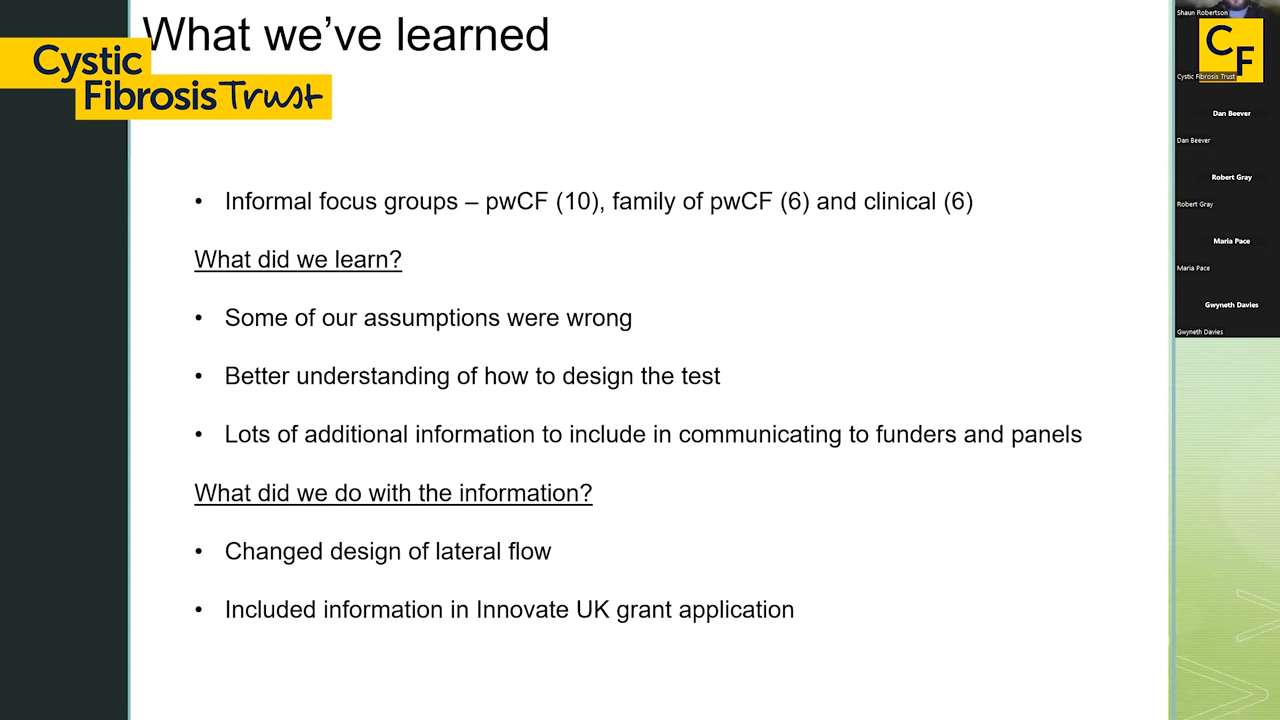 What we’ve learned
Cystic
Fibrosis Trust
• Informal focus groups – pwCF (10), family of pwCF (6) and clinical (6)
What did we learn?
• Some of our assumptions were wrong
• Better understanding of how to design the test
• Lots of additional information to include in communicating to funders and panels
What did we do with the information?
• Changed design of lateral flow
• Included information in Innovate UK grant application
Shaun Robertson
CF
Cystic Fibrosis Trust
Dan Beever
Dan Beever
Robert Gray
Robert Gray
Maria Pace
Maria Pace
Gwyneth Davies
Gwyneth Davies